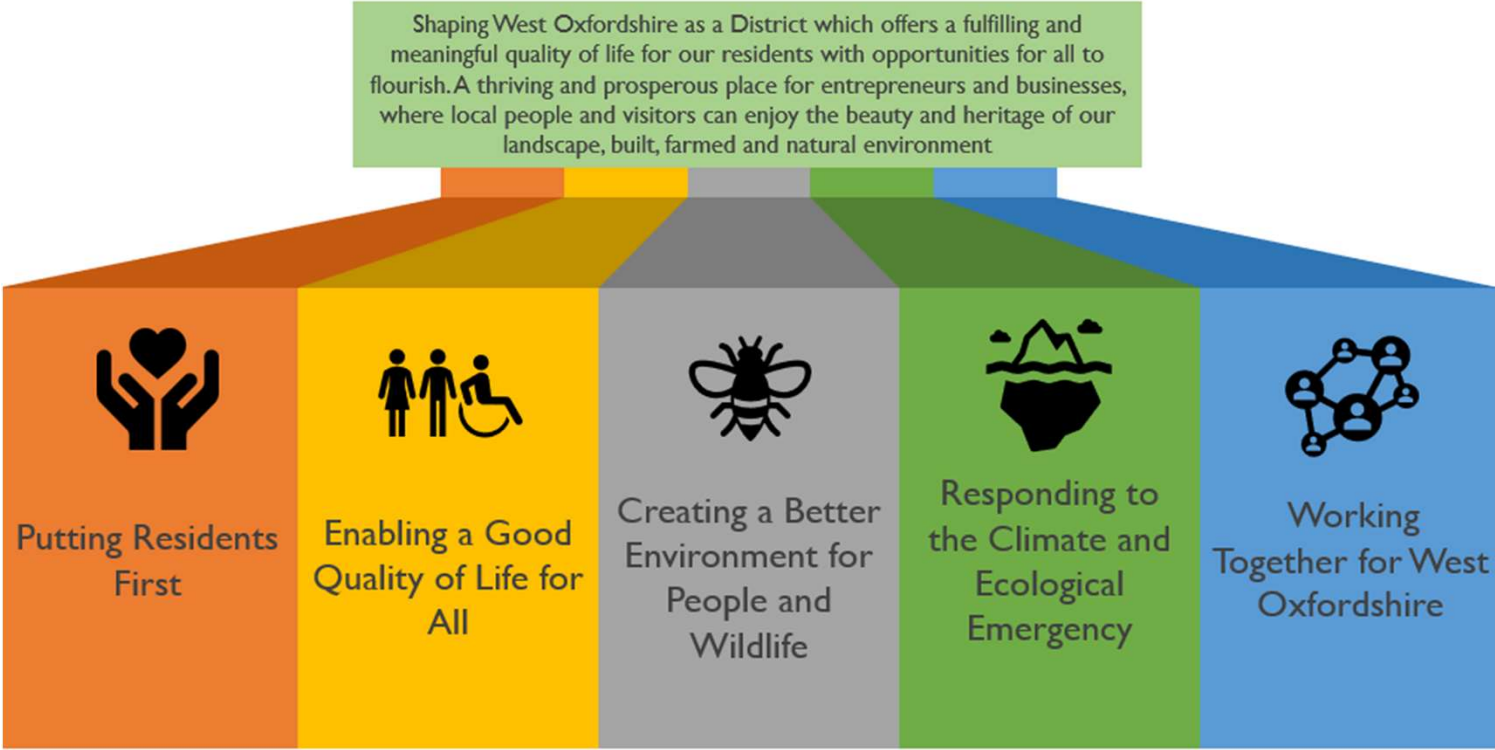 Shaping West Oxfordshire as a District which offers a fulfilling and
meaningful quality of life for our residents with opportunities for all to
flourish. A thriving and prosperous place for entrepreneurs and businesses,
where local people and visitors can enjoy the beauty and heritage of our
landscape, built, farmed and natural environment
Putting Residents
First
Enabling a Good
Quality of Life for
All
Creating a Better
Environment for
People and
Wildlife
Responding to
the Climate and
Ecological
Emergency
Working
Together for West
Oxfordshire